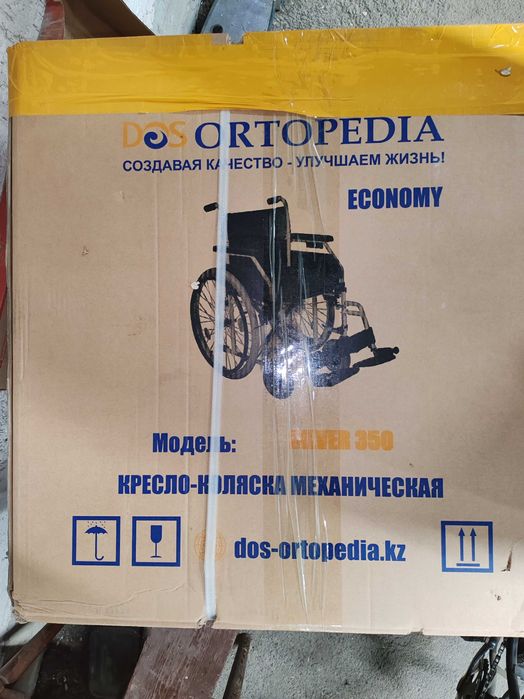 DOS ORTOPEDIA
СОЗДАВАЯ КАЧЕСТВО - УЛУЧШАЕМ ЖИЗНЬ!
ECONOMY
Модель: SILVER 350
КРЕСЛО-КОЛЯСКА МЕХАНИЧЕСКАЯ
dos-ortopedia.kz